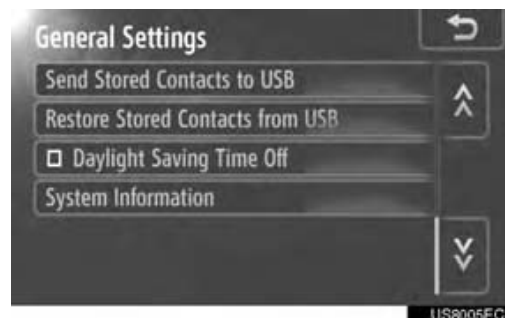 General Settings
Send Stored Contacts to USB
Restore Stored Contacts from USB
Daylight Saving Time Off
System Information
US8005EC